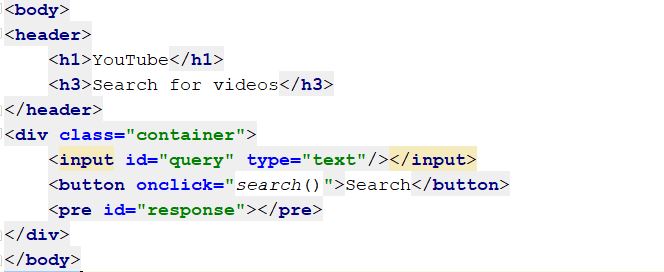 <body>
<header>
    <h1>YouTube</h1>
    <h3>Search for videos</h3>
</header>
<div class="container">
    <input id="query" type="text"/></input>
    <button onclick="search()">Search</button>
    <pre id="response"></pre>
</div>
</body>